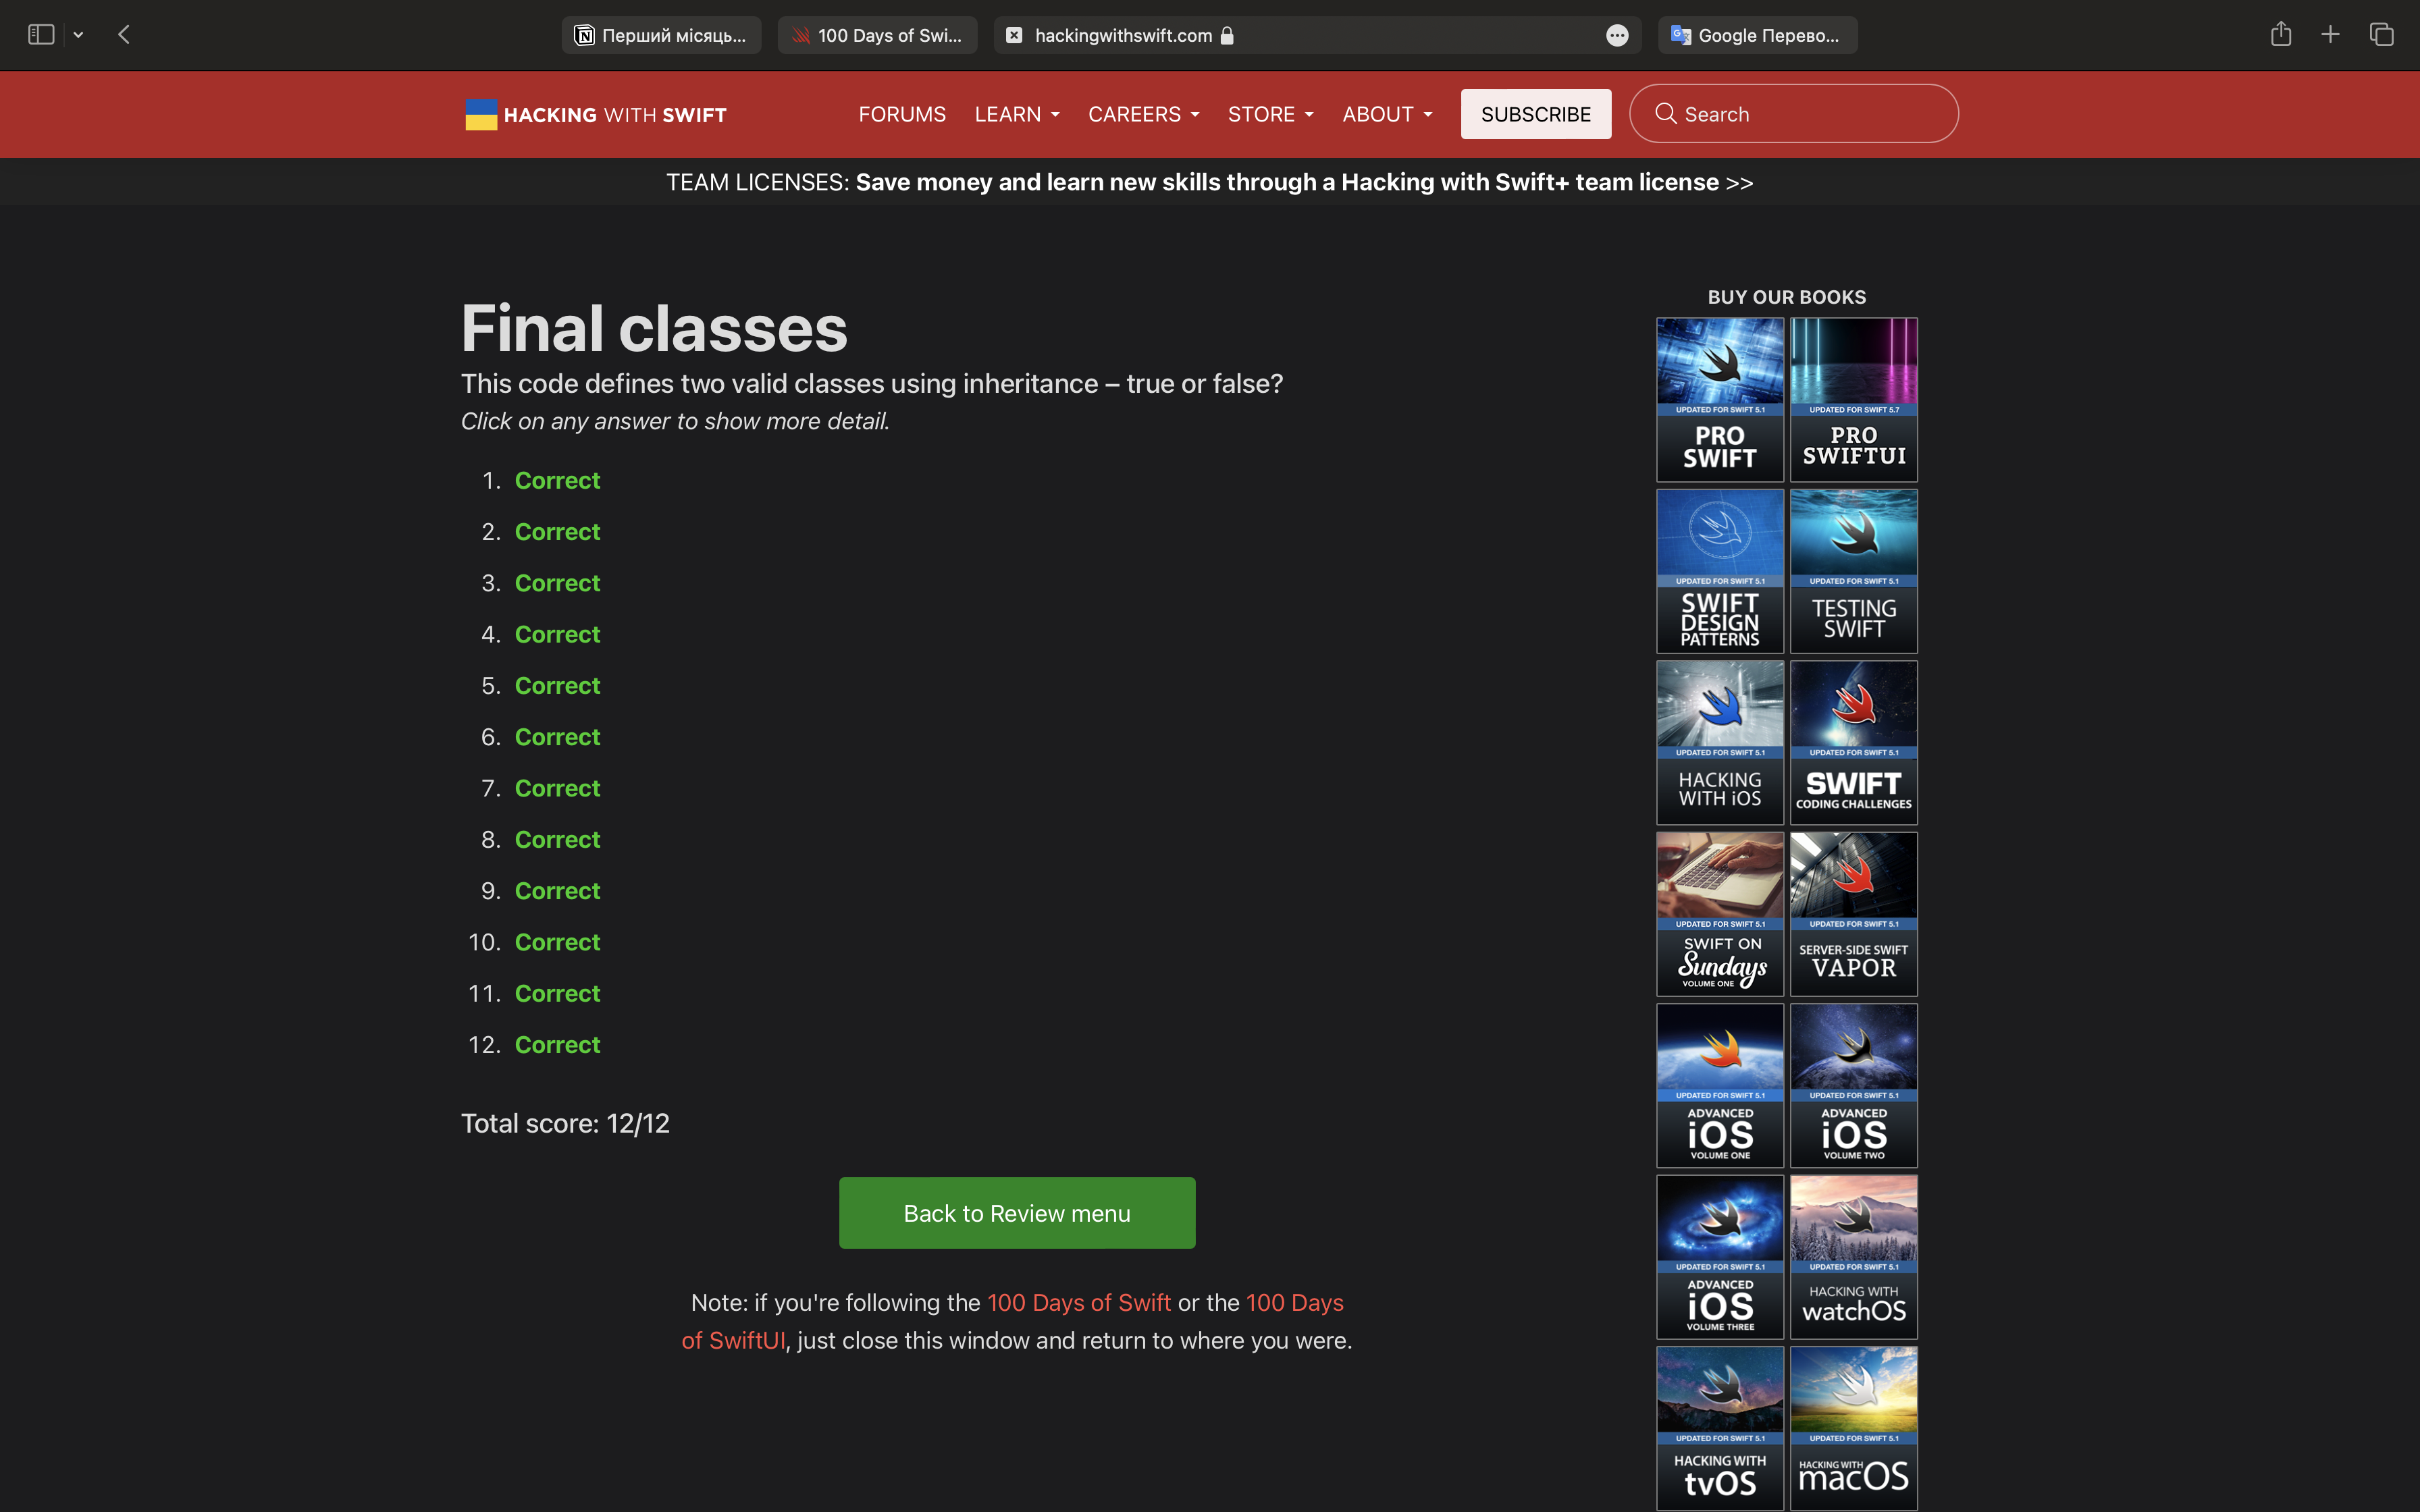 Перший місяць...
100 Days of Swi...
hackingwithswift.com
Google Перево...
HACKING WITH SWIFT
FORUMS
LEARN
CAREERS
STORE
ABOUT
SUBSCRIBE
Search
TEAM LICENSES: Save money and learn new skills through a Hacking with Swift+ team license >>
Final classes
This code defines two valid classes using inheritance – true or false?
Click on any answer to show more detail.
1. Correct
2. Correct
3. Correct
4. Correct
5. Correct
6. Correct
7. Correct
8. Correct
9. Correct
10. Correct
11. Correct
12. Correct
Total score: 12/12
Back to Review menu
Note: if you're following the 100 Days of Swift or the 100 Days
of SwiftUI, just close this window and return to where you were.
BUY OUR BOOKS
UPDATED FOR SWIFT 5.1
PRO
SWIFT
UPDATED FOR SWIFT 5.7
PRO
SWIFTUI
UPDATED FOR SWIFT 5.1
SWIFT
DESIGN
PATTERNS
UPDATED FOR SWIFT 5.1
TESTING
SWIFT
UPDATED FOR SWIFT 5.1
HACKING
WITH iOS
UPDATED FOR SWIFT 5.1
SWIFT
CODING CHALLENGES
UPDATED FOR SWIFT 5.1
SWIFT ON
Sundays
VOLUME ONE
UPDATED FOR SWIFT 5.1
SERVER-SIDE SWIFT
VAPOR
UPDATED FOR SWIFT 5.1
ADVANCED
iOS
VOLUME ONE
UPDATED FOR SWIFT 5.1
ADVANCED
iOS
VOLUME TWO
UPDATED FOR SWIFT 5.1
ADVANCED
iOS
VOLUME THREE
UPDATED FOR SWIFT 5.1
HACKING WITH
watchOS
UPDATED FOR SWIFT 5.1
HACKING WITH
tvOS
UPDATED FOR SWIFT 5.1
HACKING WITH
macOS